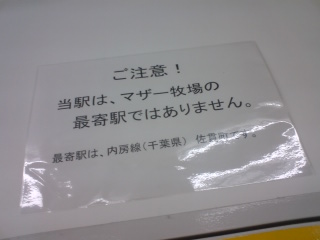 ご注意！
当駅は、マザー牧場の
最寄駅ではありません。
最寄駅は、内房線（千葉県） 佐貫町です。